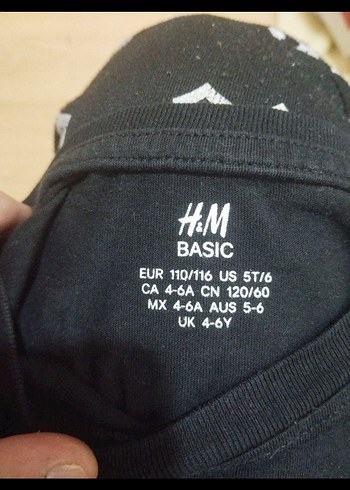 H&M
BASIC
EUR 110/116 US 5T/6
CA 4-6A CN 120/60
MX 4-6A AUS 5-6
UK 4-6Y